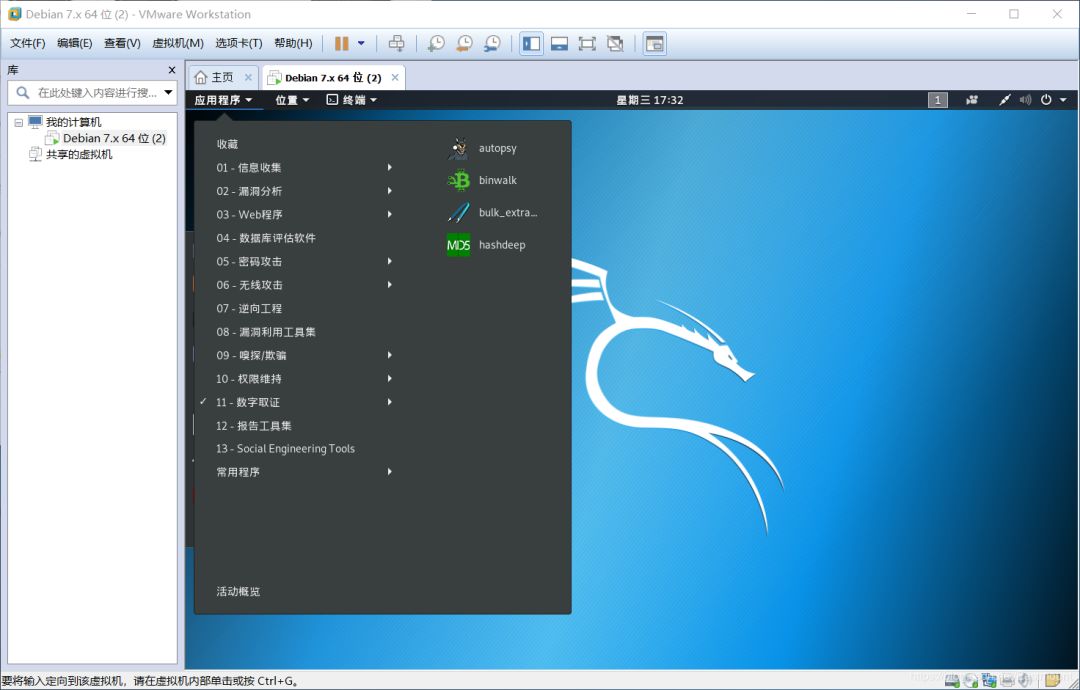 Debian 7.x 64 位 (2) - VMware Workstation
文件(F) 编辑(E) 查看(V) 虚拟机(M) 选项卡(T) 帮助(H)
库
在此处键入内容进行搜...
我的计算机
Debian 7.x 64 位 (2)
共享的虚拟机
主页 Debian 7.x 64 位 (2)
应用程序 位置 终端 星期三 17:32 1
收藏
01 - 信息收集
02 - 漏洞分析
03 - Web程序
04 - 数据库评估软件
05 - 密码攻击
06 - 无线攻击
07 - 逆向工程
08 - 漏洞利用工具集
09 - 嗅探/欺骗
10 - 权限维持
✓ 11 - 数字取证
12 - 报告工具集
13 - Social Engineering Tools
常用程序
活动概览
autopsy
binwalk
bulk_extra...
MD5 hashdeep
要将输入定向到该虚拟机，请在虚拟机内部单击或按 Ctrl+G。